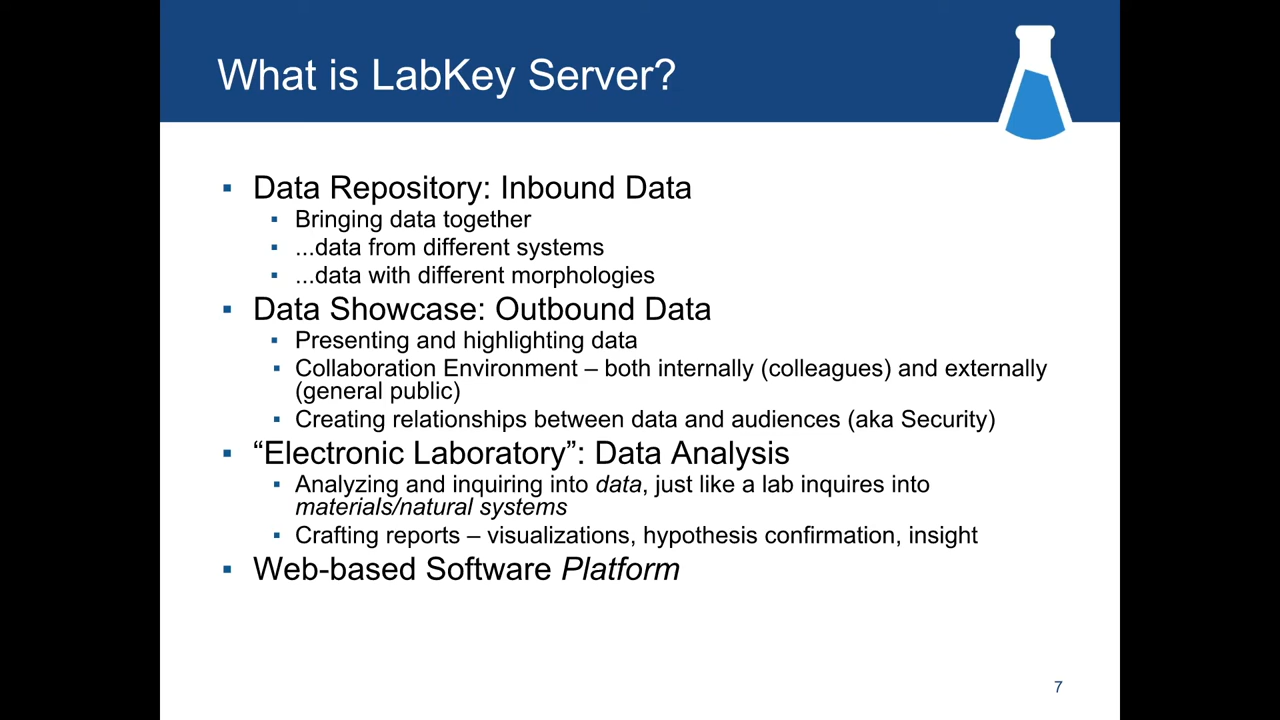 What is LabKey Server?
▪ Data Repository: Inbound Data
▪ Bringing data together
▪ ...data from different systems
▪ ...data with different morphologies
▪ Data Showcase: Outbound Data
▪ Presenting and highlighting data
▪ Collaboration Environment – both internally (colleagues) and externally
(general public)
▪ Creating relationships between data and audiences (aka Security)
▪ “Electronic Laboratory”: Data Analysis
▪ Analyzing and inquiring into data, just like a lab inquires into
materials/natural systems
▪ Crafting reports – visualizations, hypothesis confirmation, insight
▪ Web-based Software Platform
7